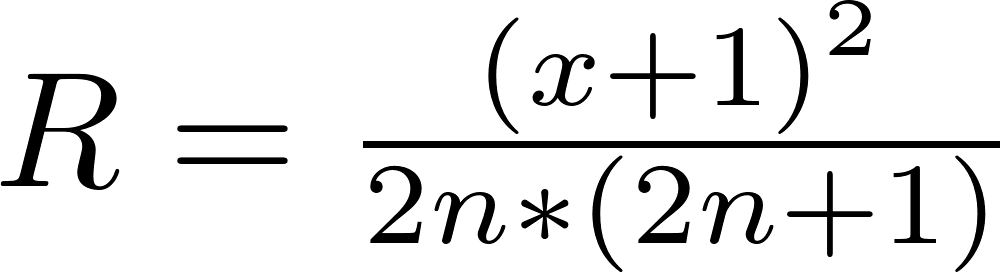 R = (x+1)²/2n*(2n+1)